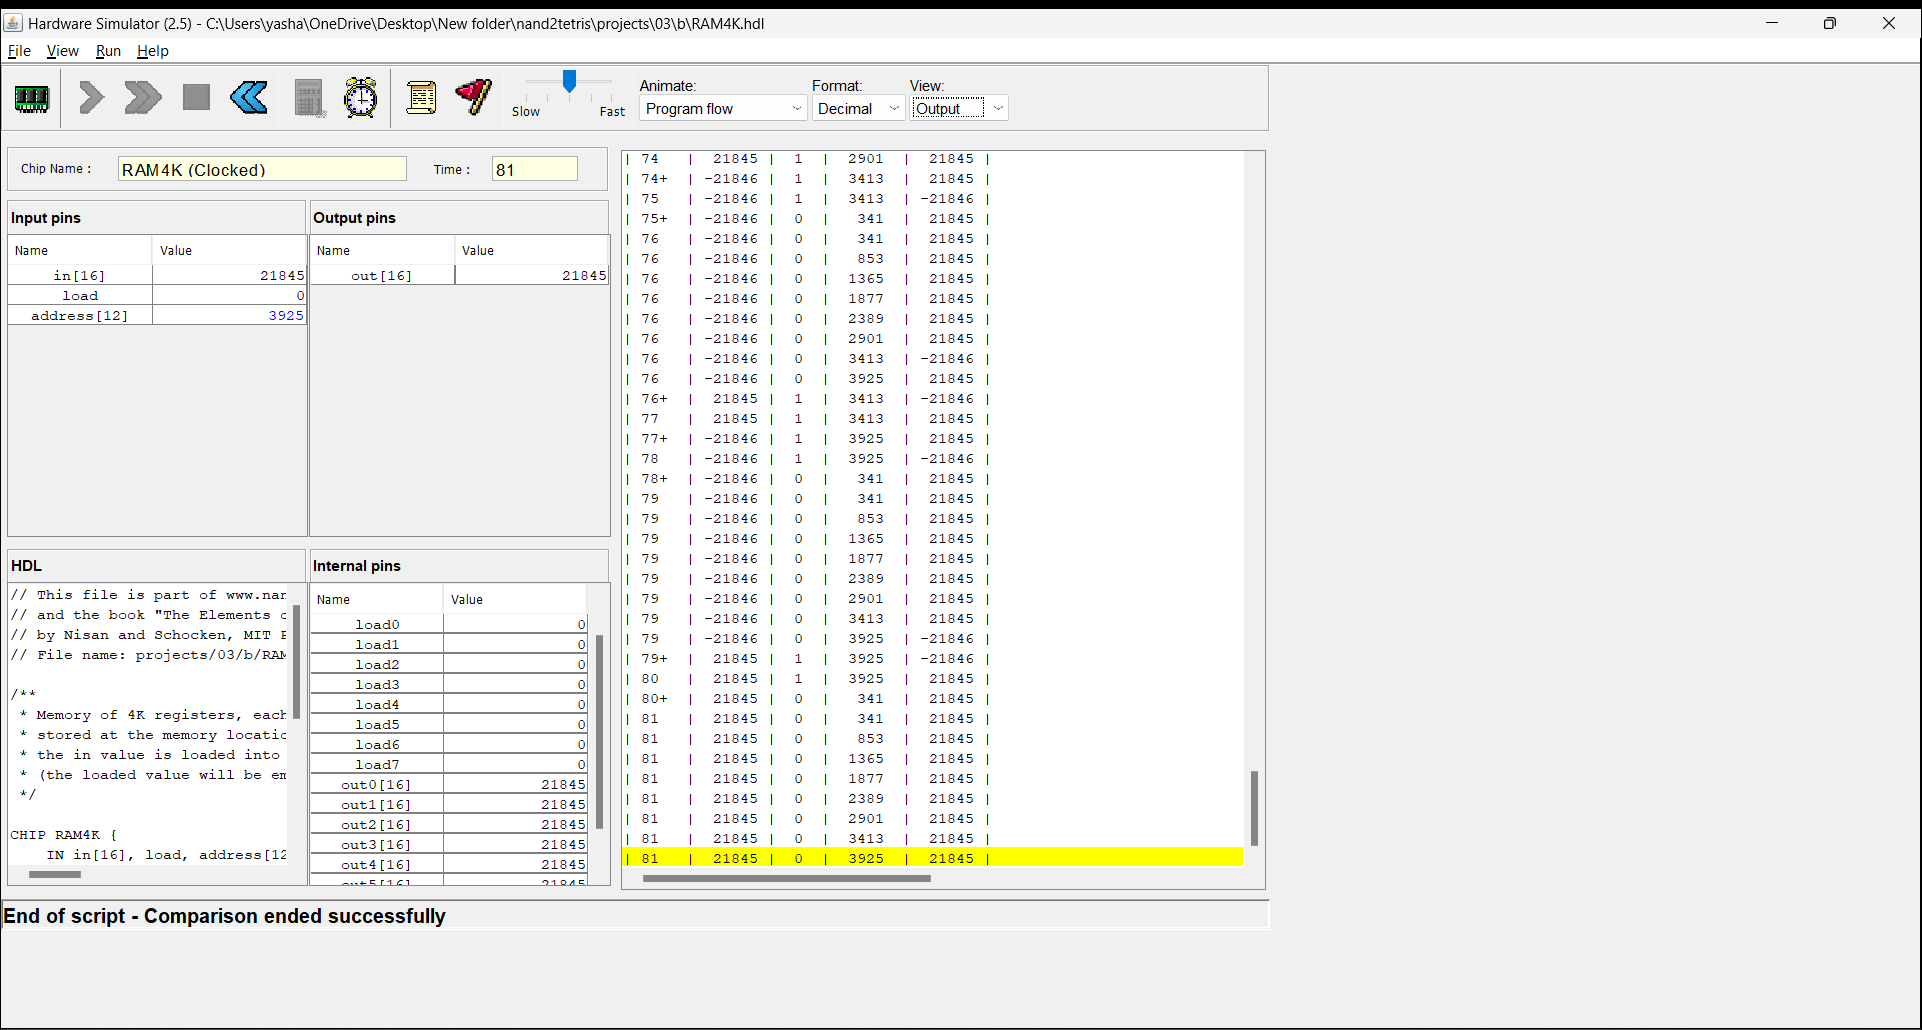 Hardware Simulator (2.5) - C:\Users\yasha\OneDrive\Desktop\New folder\nand2tetris\projects\03\b\RAM4K.hdl
File View Run Help
Slow Fast
Animate: Format: View:
Program flow Decimal Output
Chip Name : RAM4K (Clocked) Time : 81
Input pins
Name Value
in[16] 21845
load 0
address[12] 3925
Output pins
Name Value
out[16] 21845
HDL
// This file is part of www.nan
// and the book "The Elements o
// by Nisan and Schocken, MIT P
// File name: projects/03/b/RAM
/**
* Memory of 4K registers, each
* stored at the memory locatio
* the in value is loaded into
* (the loaded value will be em
*/
CHIP RAM4K {
IN in[16], load, address[12
Internal pins
Name Value
load0 0
load1 0
load2 0
load3 0
load4 0
load5 0
load6 0
load7 0
out0[16] 21845
out1[16] 21845
out2[16] 21845
out3[16] 21845
out4[16] 21845
out5[16] 21845
| 74 | 21845 | 1 | 2901 | 21845 |
| 74+ | -21846 | 1 | 3413 | 21845 |
| 75 | -21846 | 1 | 3413 | -21846 |
| 75+ | -21846 | 0 | 341 | 21845 |
| 76 | -21846 | 0 | 341 | 21845 |
| 76 | -21846 | 0 | 853 | 21845 |
| 76 | -21846 | 0 | 1365 | 21845 |
| 76 | -21846 | 0 | 1877 | 21845 |
| 76 | -21846 | 0 | 2389 | 21845 |
| 76 | -21846 | 0 | 2901 | 21845 |
| 76 | -21846 | 0 | 3413 | -21846 |
| 76 | -21846 | 0 | 3925 | 21845 |
| 76+ | 21845 | 1 | 3413 | -21846 |
| 77 | 21845 | 1 | 3413 | 21845 |
| 77+ | -21846 | 1 | 3925 | 21845 |
| 78 | -21846 | 1 | 3925 | -21846 |
| 78+ | -21846 | 0 | 341 | 21845 |
| 79 | -21846 | 0 | 341 | 21845 |
| 79 | -21846 | 0 | 853 | 21845 |
| 79 | -21846 | 0 | 1365 | 21845 |
| 79 | -21846 | 0 | 1877 | 21845 |
| 79 | -21846 | 0 | 2389 | 21845 |
| 79 | -21846 | 0 | 2901 | 21845 |
| 79 | -21846 | 0 | 3413 | 21845 |
| 79 | -21846 | 0 | 3925 | -21846 |
| 79+ | 21845 | 1 | 3925 | -21846 |
| 80 | 21845 | 1 | 3925 | 21845 |
| 80+ | 21845 | 0 | 341 | 21845 |
| 81 | 21845 | 0 | 341 | 21845 |
| 81 | 21845 | 0 | 853 | 21845 |
| 81 | 21845 | 0 | 1365 | 21845 |
| 81 | 21845 | 0 | 1877 | 21845 |
| 81 | 21845 | 0 | 2389 | 21845 |
| 81 | 21845 | 0 | 2901 | 21845 |
| 81 | 21845 | 0 | 3413 | 21845 |
| 81 | 21845 | 0 | 3925 | 21845 |
End of script - Comparison ended successfully